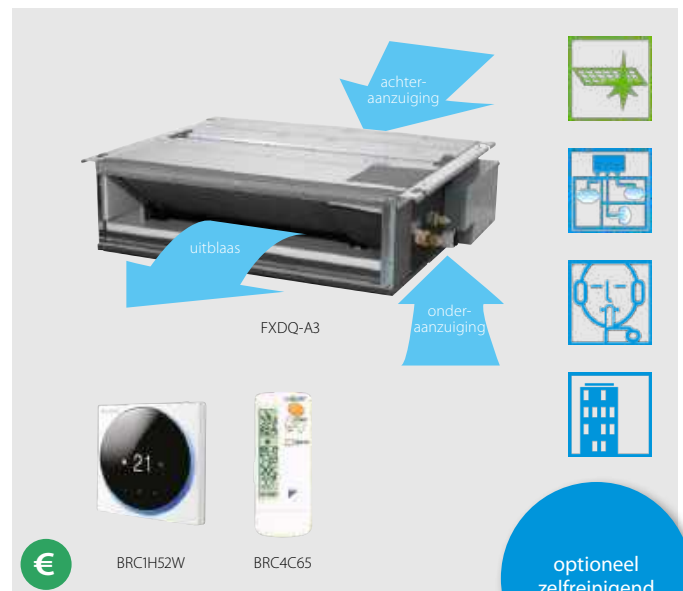 achter-
aanzuiging
uitblaas
onder-
aanzuiging
FXDQ-A3
21
BRC1H52W
BRC4C65
€
optioneel
zelfreinigend